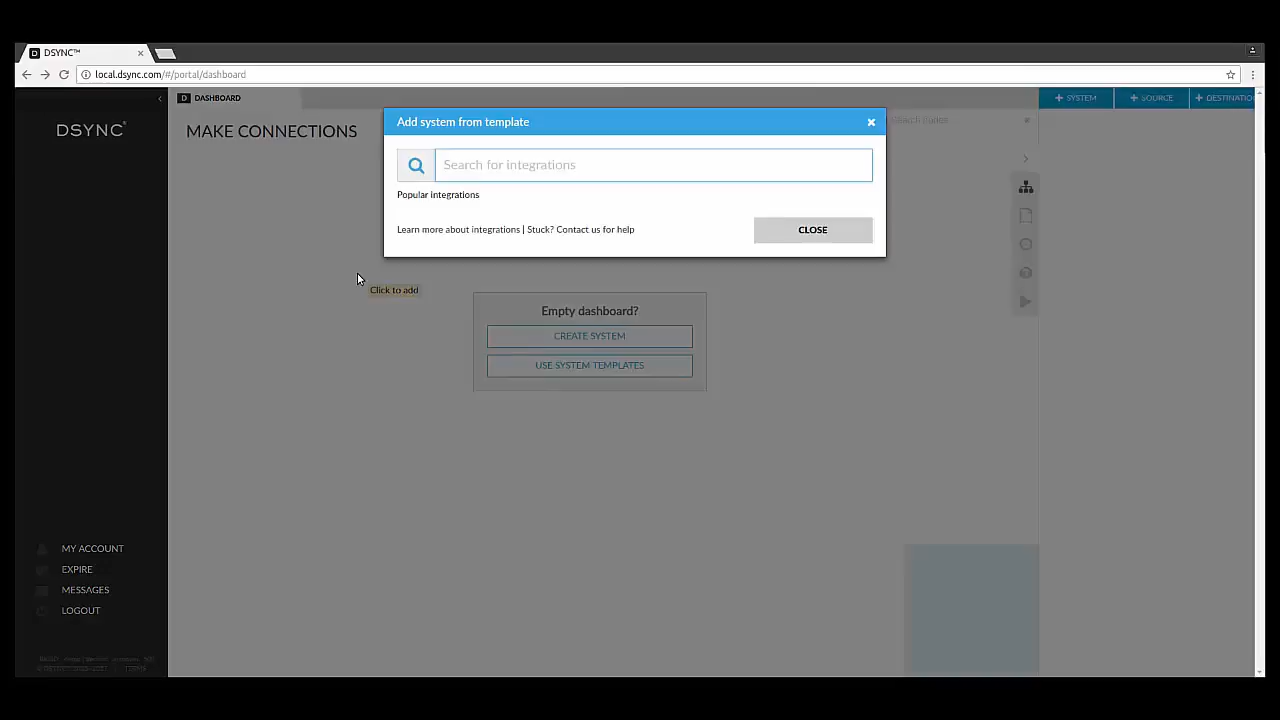 DSYNC™
local.dsync.com/#/portal/dashboard
DSYNC®
D DASHBOARD
+ SYSTEM
+ SOURCE
+ DESTINATIO
MAKE CONNECTIONS
Add system from template
Search for integrations
Popular integrations
Learn more about integrations | Stuck? Contact us for help
CLOSE
Click to add
Empty dashboard?
CREATE SYSTEM
USE SYSTEM TEMPLATES
MY ACCOUNT
EXPIRE
MESSAGES
LOGOUT
TERMS